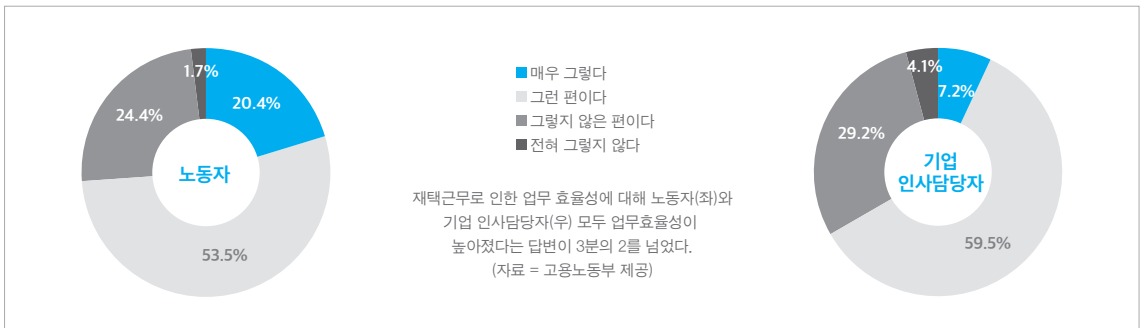 1.7%
20.4%
24.4%
노동자
53.5%
매우 그렇다
그런 편이다
그렇지 않은 편이다
전혀 그렇지 않다
재택근무로 인한 업무 효율성에 대해 노동자(좌)와
기업 인사담당자(우) 모두 업무효율성이
높아졌다는 답변이 3분의 2를 넘었다.
(자료 = 고용노동부 제공)
4.1%
7.2%
29.2%
기업
인사담당자
59.5%